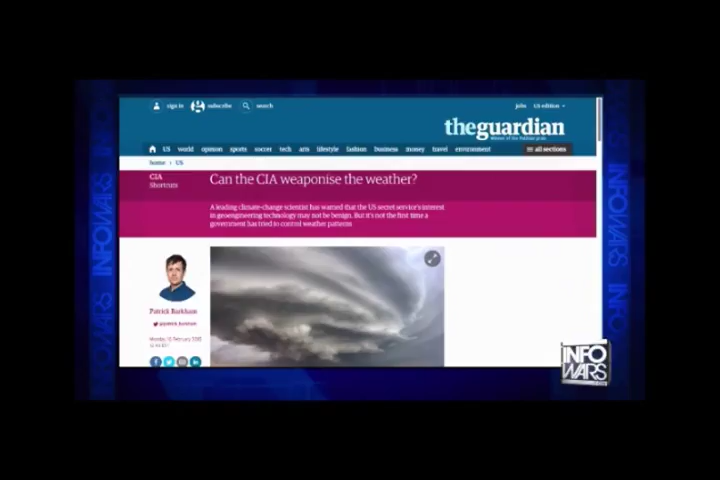 sign in subscribe search jobs US edition
theguardian
US world opinion sports soccer tech arts lifestyle fashion business money travel environment all sections
home › US
CIA
Shortcuts
Can the CIA weaponise the weather?
A leading climate-change scientist has warned that the US secret service's interest
in geoengineering technology may not be benign. But it's not the first time a
government has tried to control weather patterns
Patrick Barkham
INFOWARS
INFOWARS
INFO
WARS
.COM